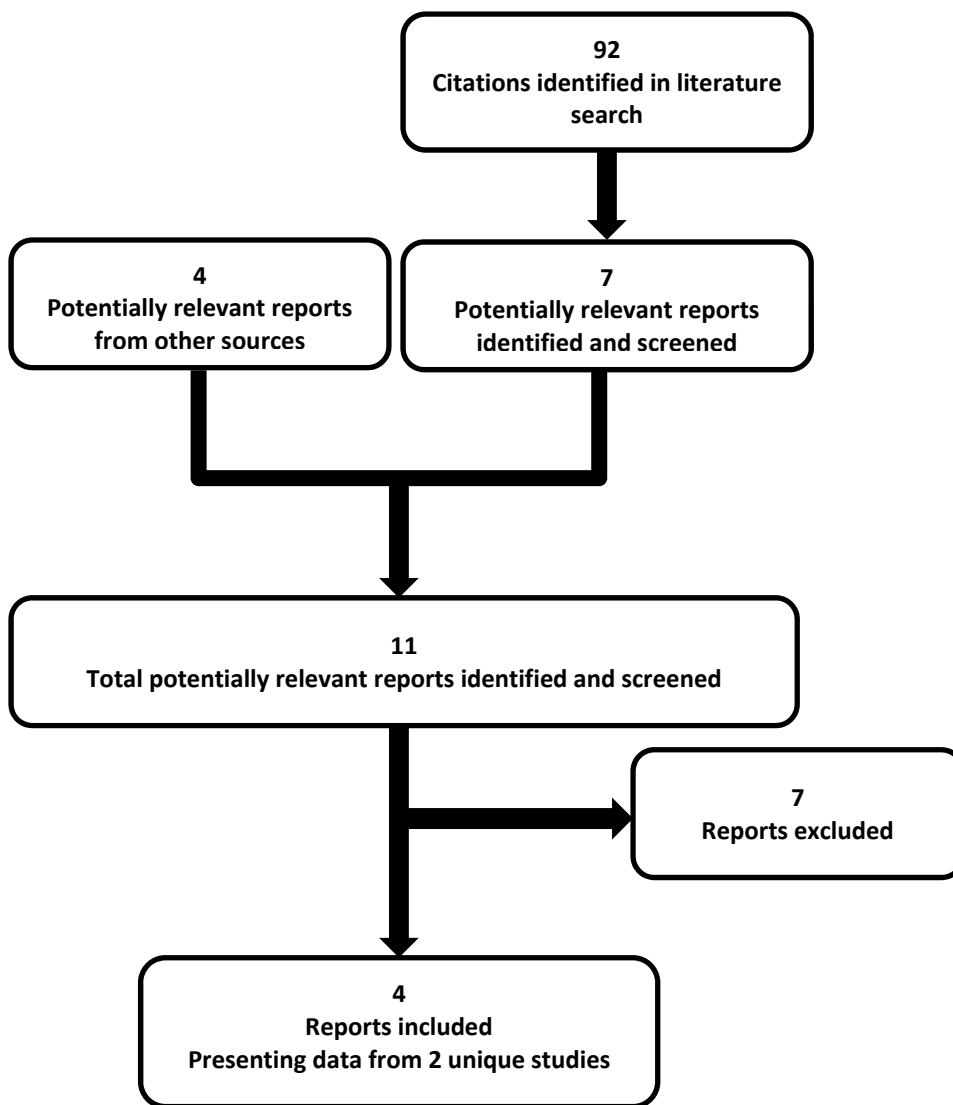 92
Citations identified in literature
search
4
Potentially relevant reports
from other sources
7
Potentially relevant reports
identified and screened
11
Total potentially relevant reports identified and screened
7
Reports excluded
4
Reports included
Presenting data from 2 unique studies